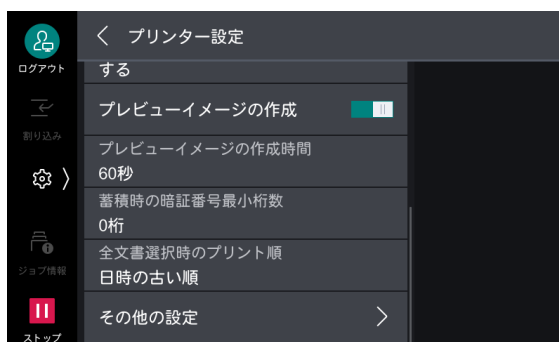 プリンター設定
ログアウト
する
割り込み
プレビューイメージの作成
プレビューイメージの作成時間
60秒
蓄積時の暗証番号最小桁数
0桁
全文書選択時のプリント順
日時の古い順
ジョブ情報
その他の設定
ストップ